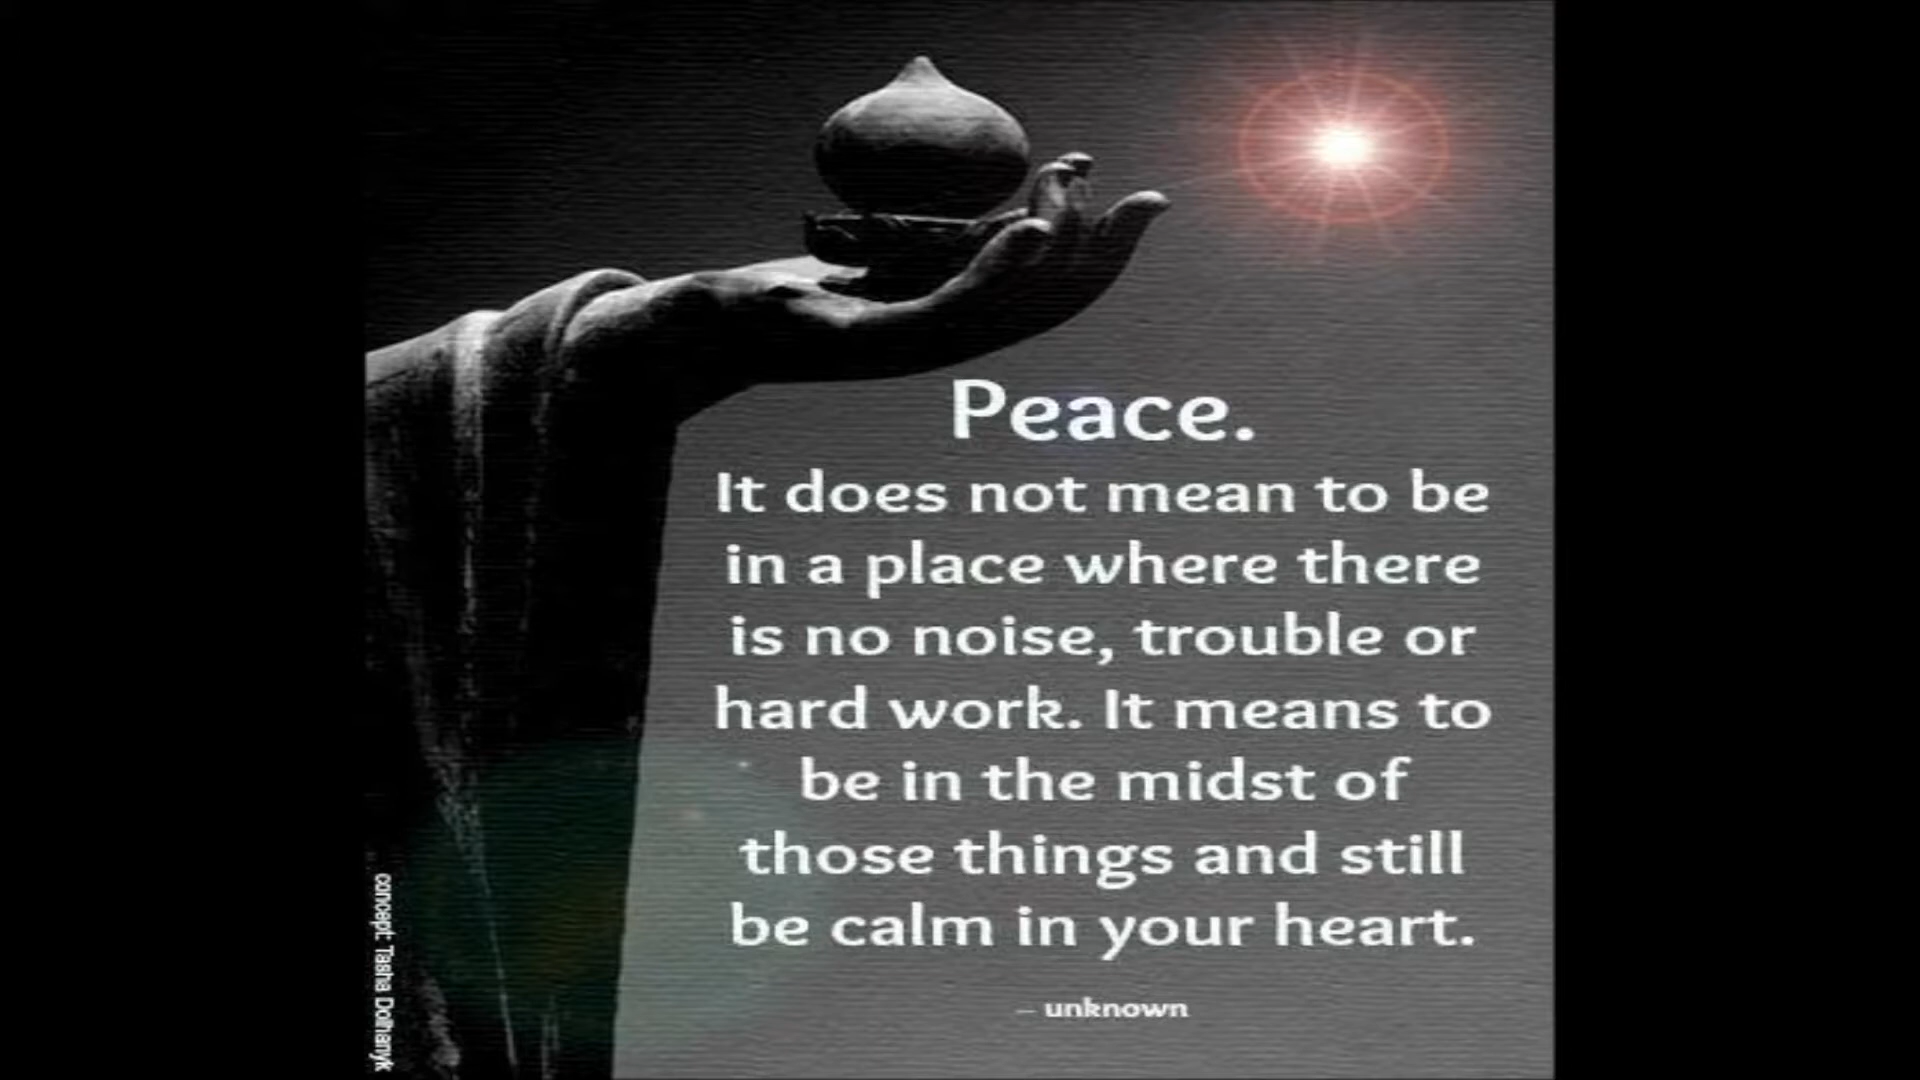 Peace.
It does not mean to be
in a place where there
is no noise, trouble or
hard work. It means to
be in the midst of
those things and still
be calm in your heart.
– unknown
concept: Tasha Dolhanyk